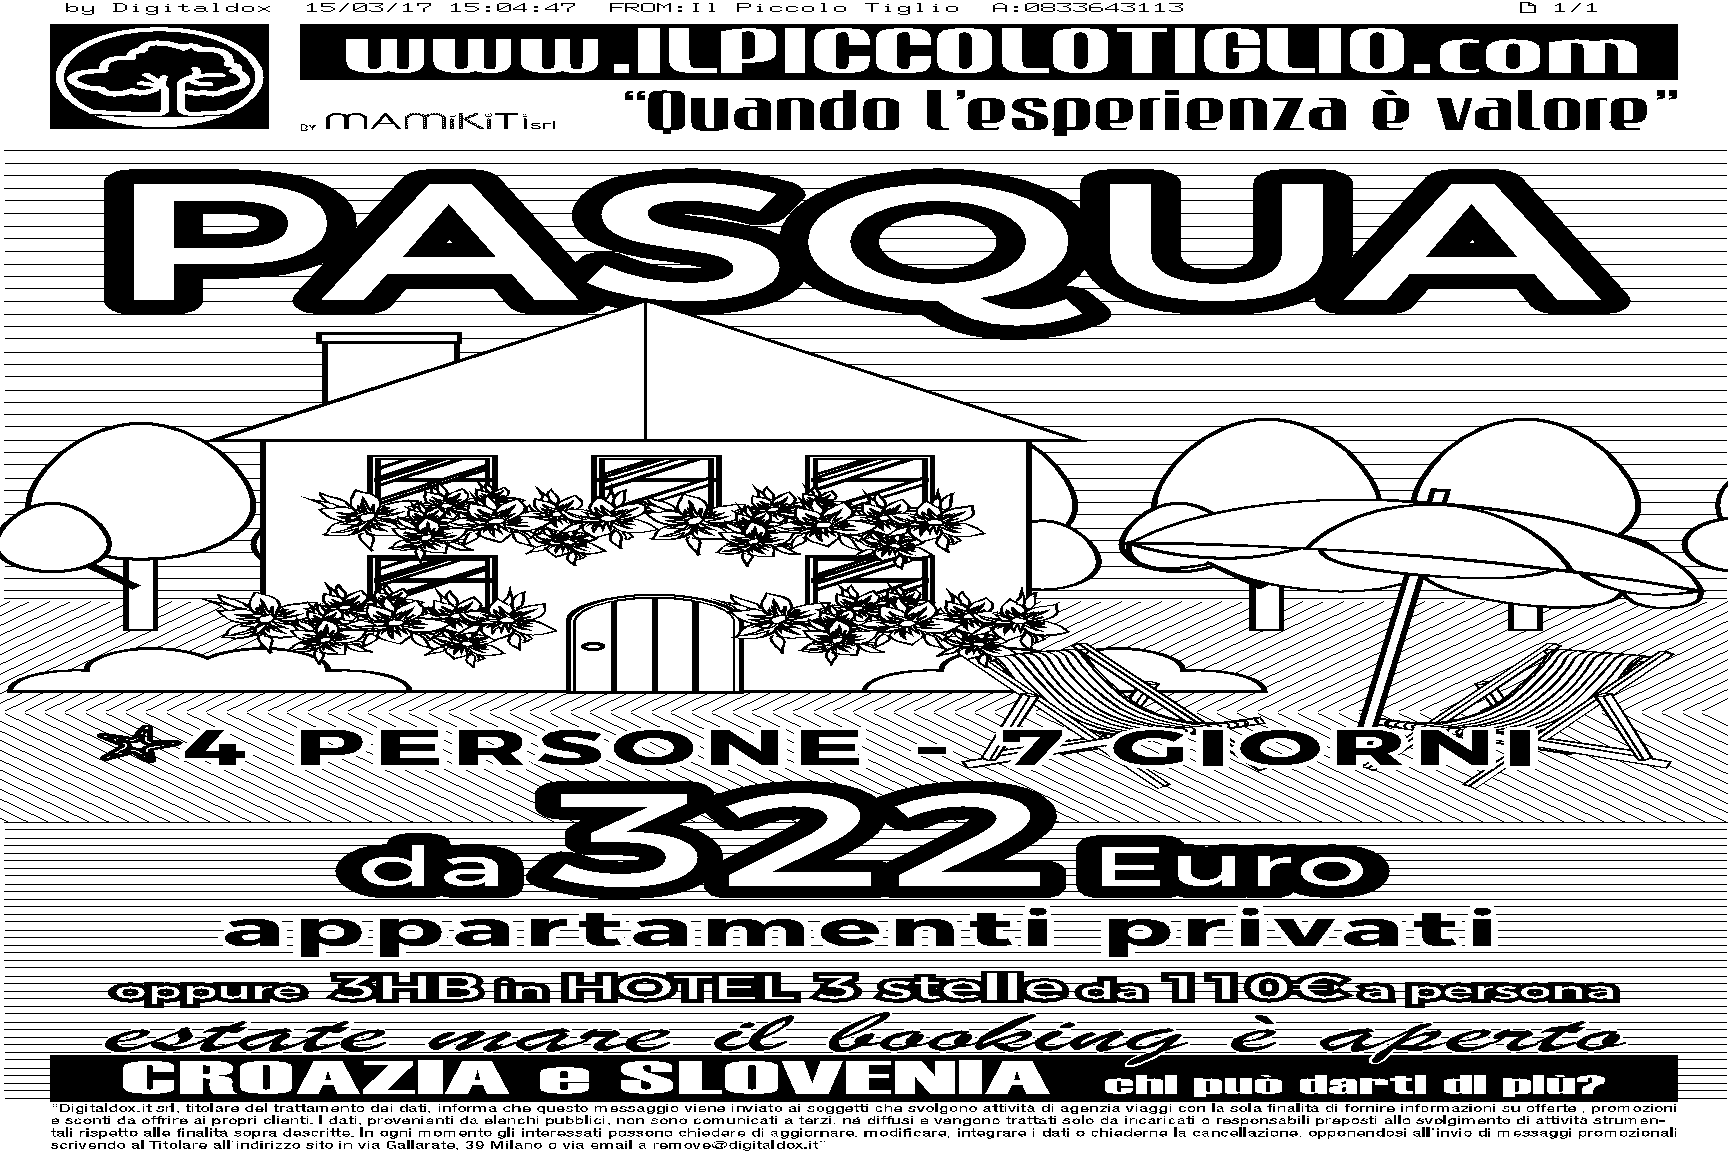 by Digitaldox 15/03/17 15:04:47 FROM:Il Piccolo Tiglio A:0833643113 1/1
www.ILPICCOLOTIGLIO.com
BY MAMiKiTi srl "Quando l'esperienza è valore"
PASQUA
4 PERSONE - 7 GIORNI
da 322 Euro
appartamenti privati
oppure 3HB in HOTEL 3 stelle da 110€ a persona
estate mare il booking è aperto
CROAZIA e SLOVENIA chi può darti di più?
"Digitaldox.it srl, titolare del trattamento dei dati, informa che questo messaggio viene inviato ai soggetti che svolgono attività di agenzia viaggi con la sola finalità di fornire informazioni su offerte , promozioni
e sconti da offrire ai propri clienti. I dati, provenienti da elenchi pubblici, non sono comunicati a terzi, né diffusi e vengono trattati solo da incaricati o responsabili preposti allo svolgimento di attività strumen-
tali rispetto alle finalità sopra descritte. In ogni momento gli interessati possono chiedere di aggiornare, modificare, integrare i dati o chiederne la cancellazione, opponendosi all'invio di messaggi promozionali
scrivendo al Titolare all'indirizzo sito in via Gallarate, 39 Milano o via email a remove@digitaldox.it"